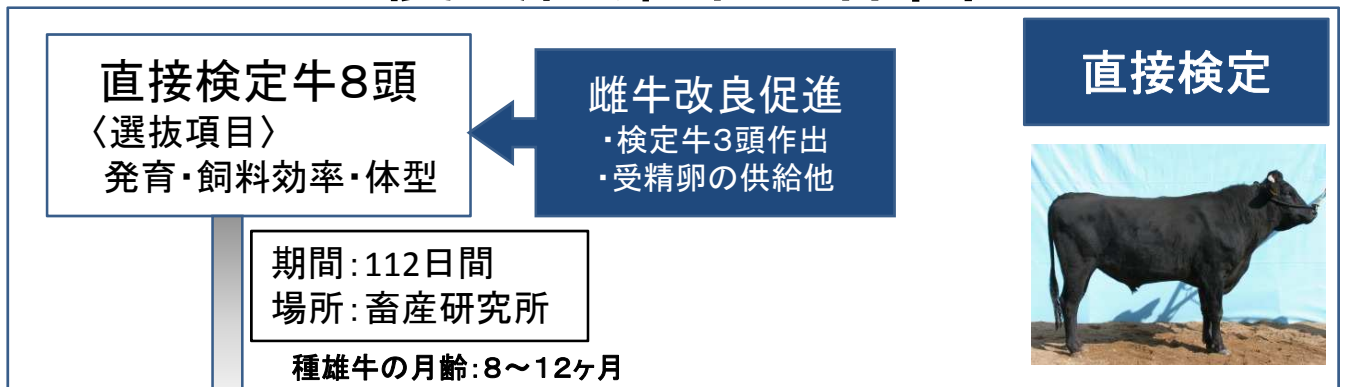 直接検定牛8頭
〈選抜項目〉
発育・飼料効率・体型
雌牛改良促進
・検定牛3頭作出
・受精卵の供給他
直接検定
期間:112日間
場所:畜産研究所
種雄牛の月齢:8～12ヶ月